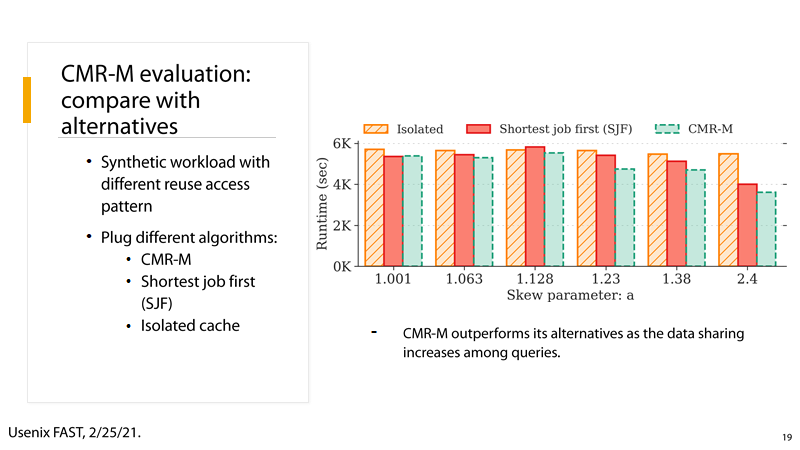 CMR-M evaluation:
compare with
alternatives
• Synthetic workload with
different reuse access
pattern
• Plug different algorithms:
• CMR-M
• Shortest job first
(SJF)
• Isolated cache
Isolated
Shortest job first (SJF)
CMR-M
Runtime (sec)
6K
4K
2K
0K
1.001
1.063
1.128
1.23
1.38
2.4
Skew parameter: a
- CMR-M outperforms its alternatives as the data sharing
increases among queries.
Usenix FAST, 2/25/21.
19